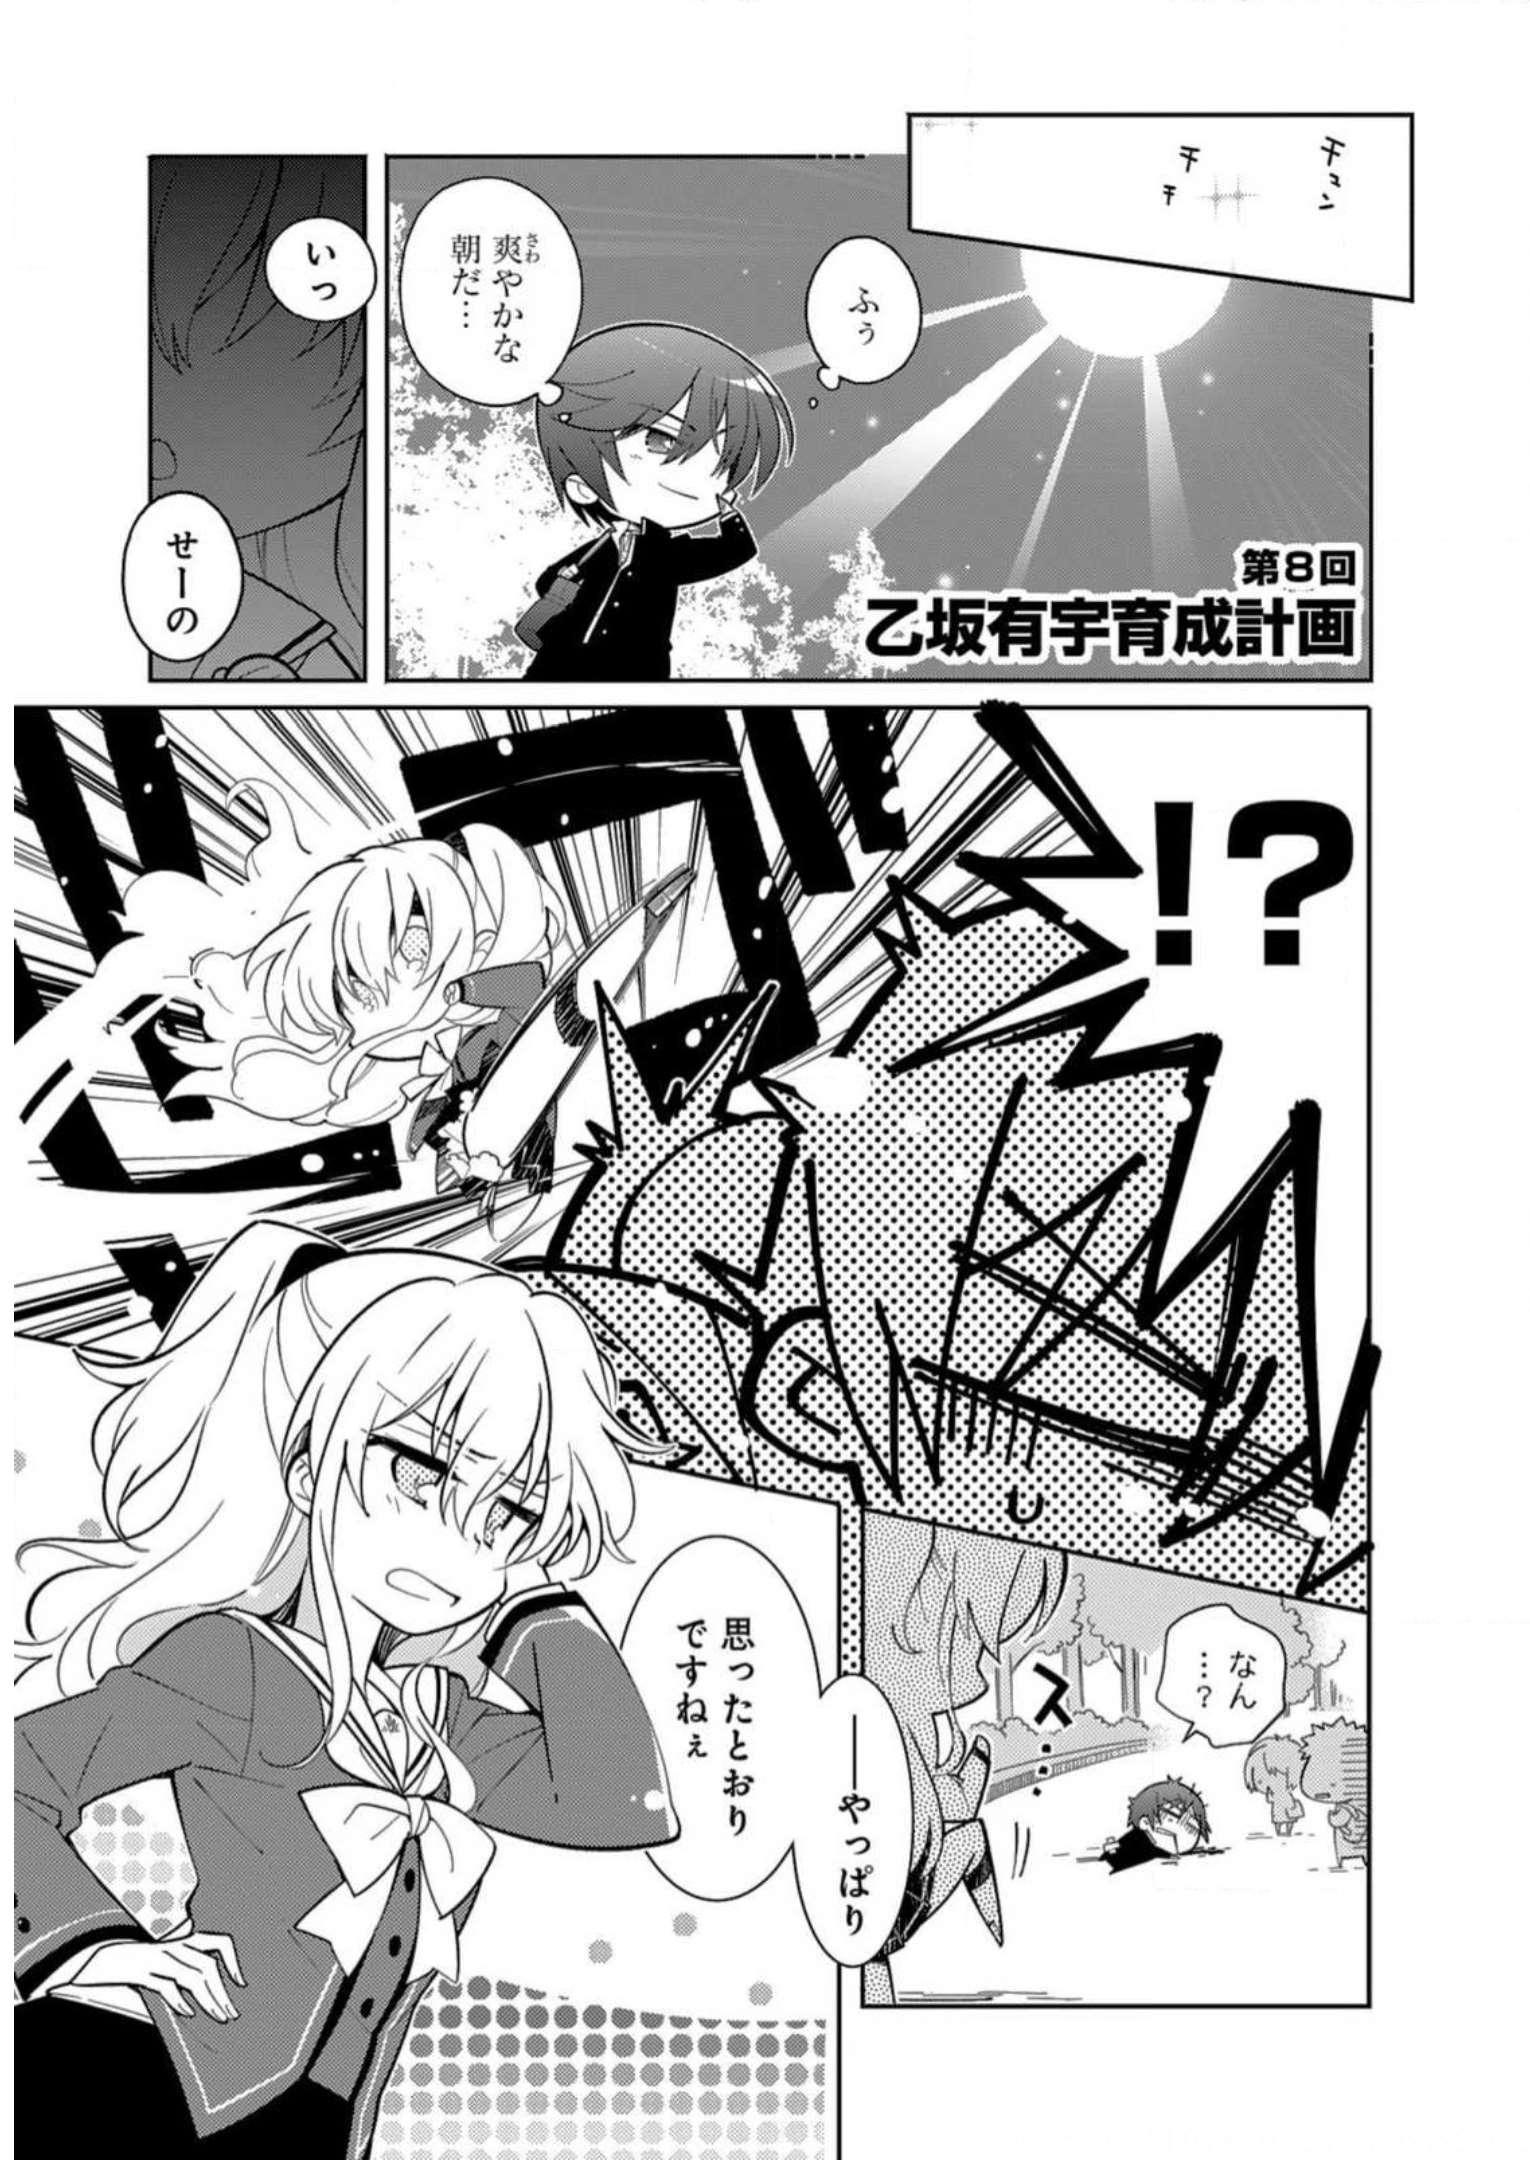 チュン
チチ
ふぅ
爽やかな
さわ
朝だ…
第8回
乙坂有宇育成計画
いっ
せーの
!?
なん
…?
ス…
―やっぱり
思ったとおり
ですねぇ